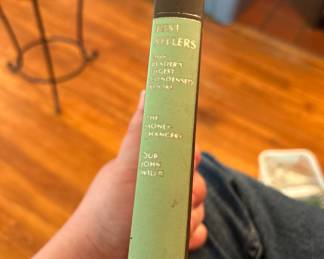 BEST
SELLERS
FROM
READER'S
DIGEST
CONDENSED
BOOKS
THE
MONEY-
CHANGERS
OUR
JOHN
WILLIE